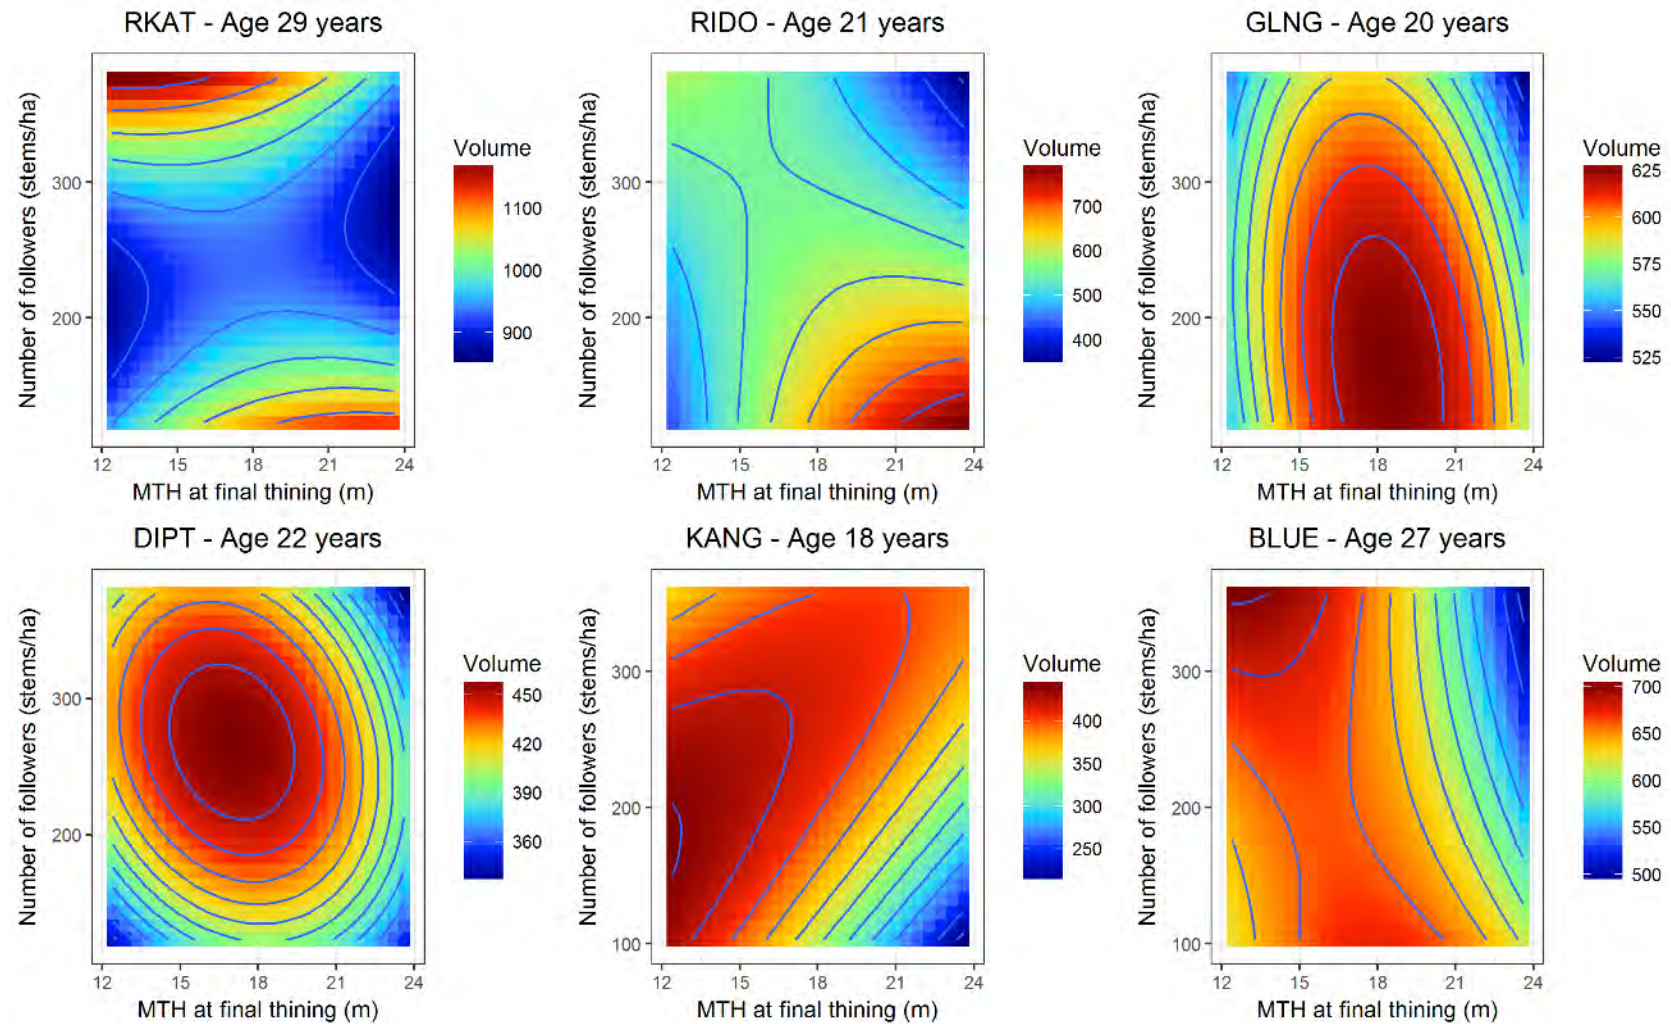 RKAT - Age 29 years
RIDO - Age 21 years
GLNG - Age 20 years
Number of followers (stems/ha)
300
200
12 15 18 21 24
MTH at final thining (m)
Volume
1100
1000
900
Number of followers (stems/ha)
300
200
12 15 18 21 24
MTH at final thining (m)
Volume
700
600
500
400
Number of followers (stems/ha)
300
200
12 15 18 21 24
MTH at final thining (m)
Volume
625
600
575
550
525
DIPT - Age 22 years
KANG - Age 18 years
BLUE - Age 27 years
Number of followers (stems/ha)
300
200
12 15 18 21 24
MTH at final thining (m)
Volume
450
420
390
360
Number of followers (stems/ha)
300
200
100
12 15 18 21 24
MTH at final thining (m)
Volume
400
350
300
250
Number of followers (stems/ha)
300
200
100
12 15 18 21 24
MTH at final thining (m)
Volume
700
650
600
550
500